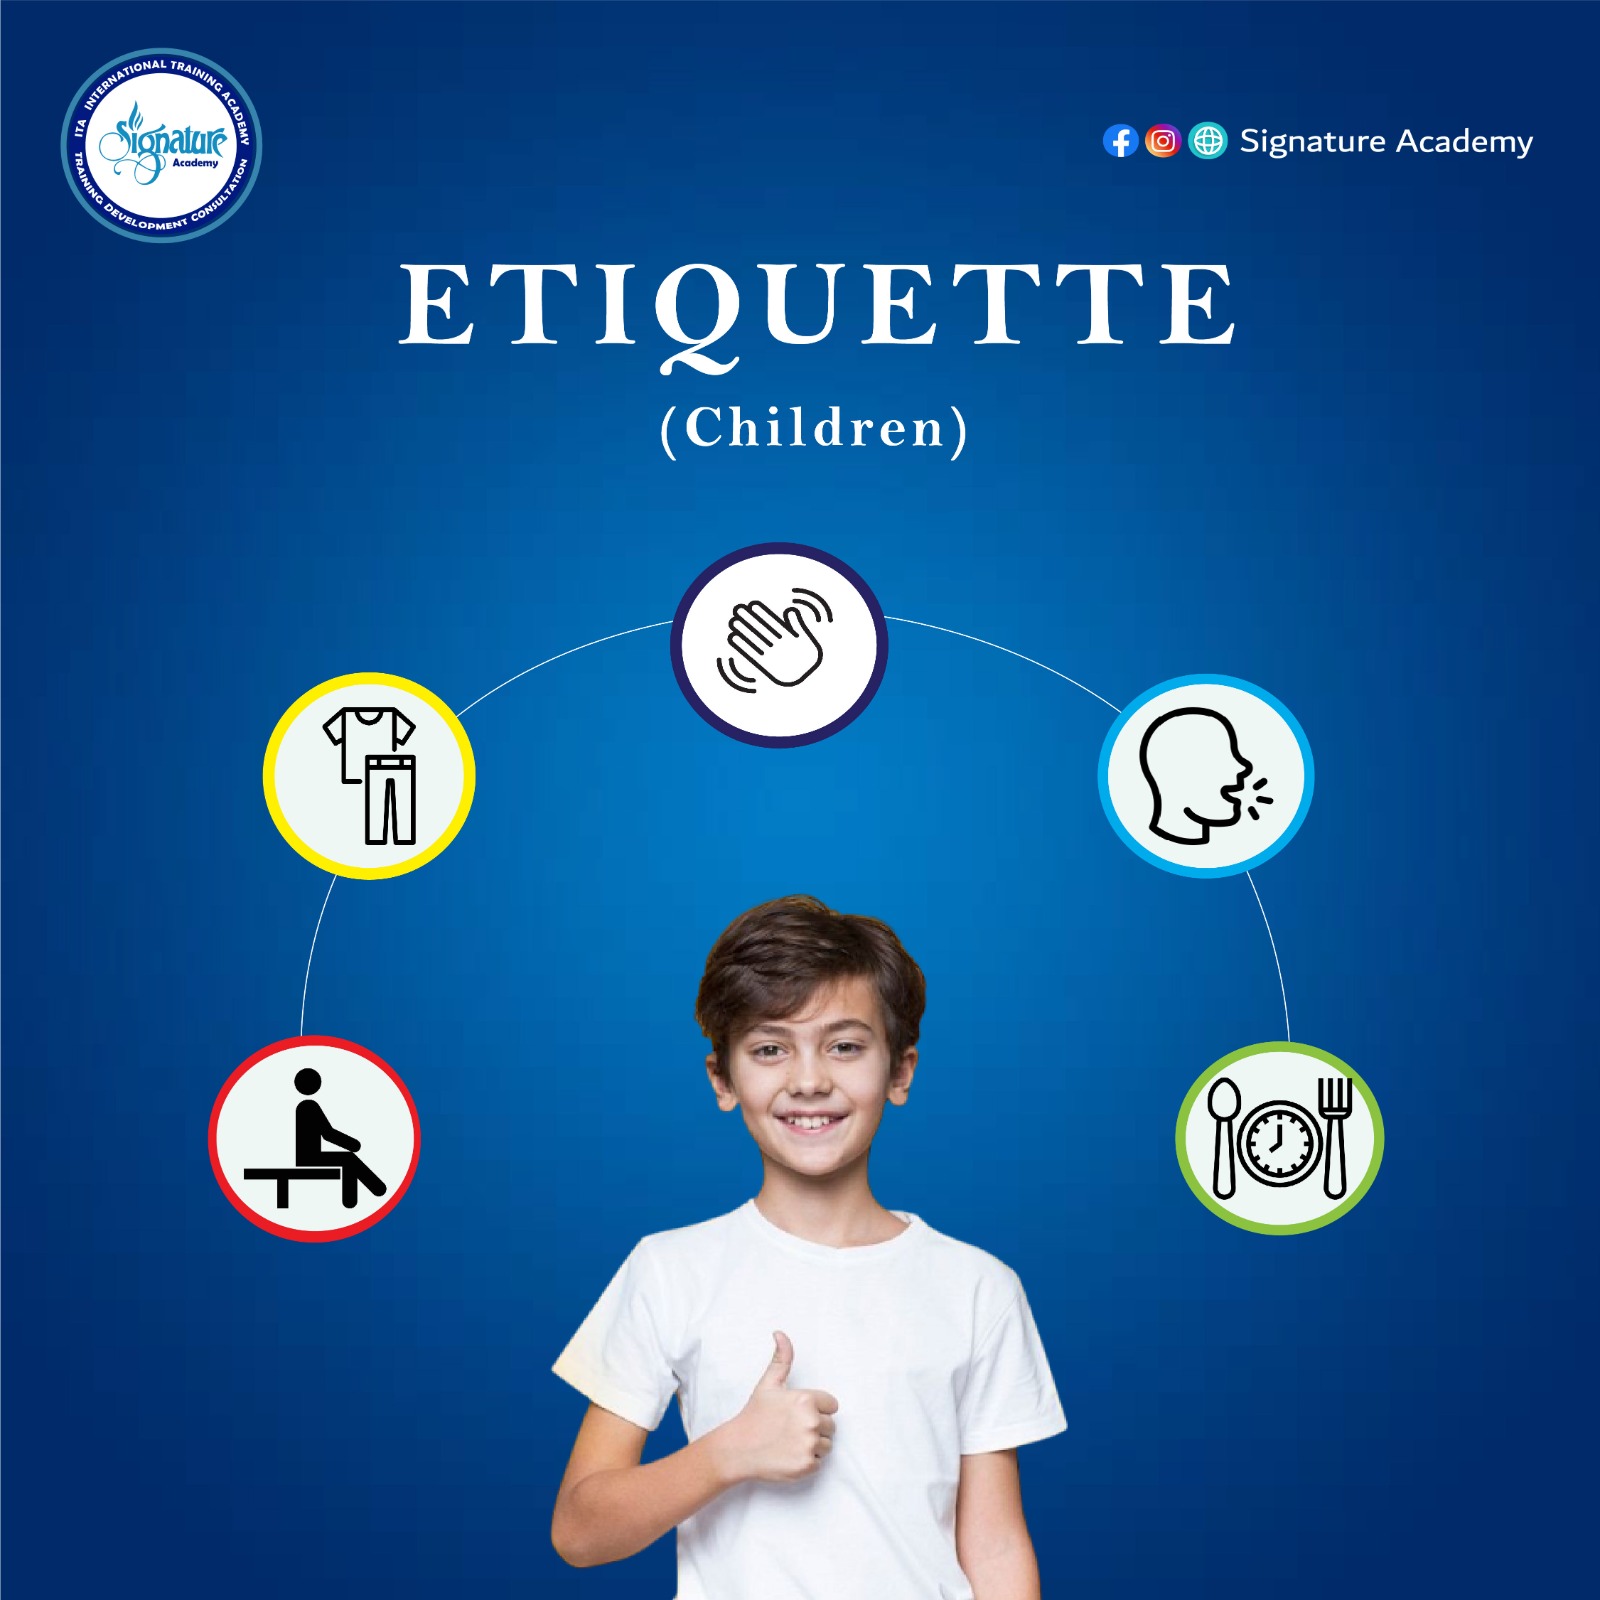 ITA INTERNATIONAL TRAINING ACADEMY
Signature
Academy
TRAINING DEVELOPMENT CONSULTATION
Signature Academy
ETIQUETTE
(Children)